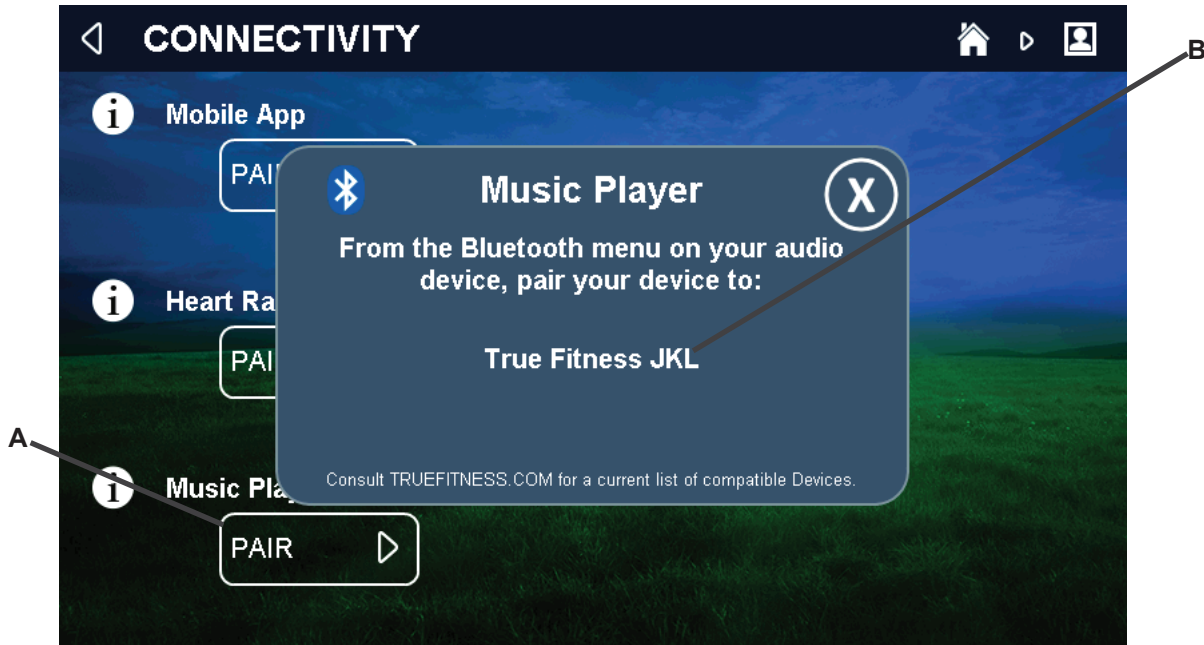 CONNECTIVITY
B
i Mobile App
PAI
Music Player
X
From the Bluetooth menu on your audio
device, pair your device to:
i Heart Ra
PAI
True Fitness JKL
A
i Music Pla
Consult TRUEFITNESS.COM for a current list of compatible Devices.
PAIR